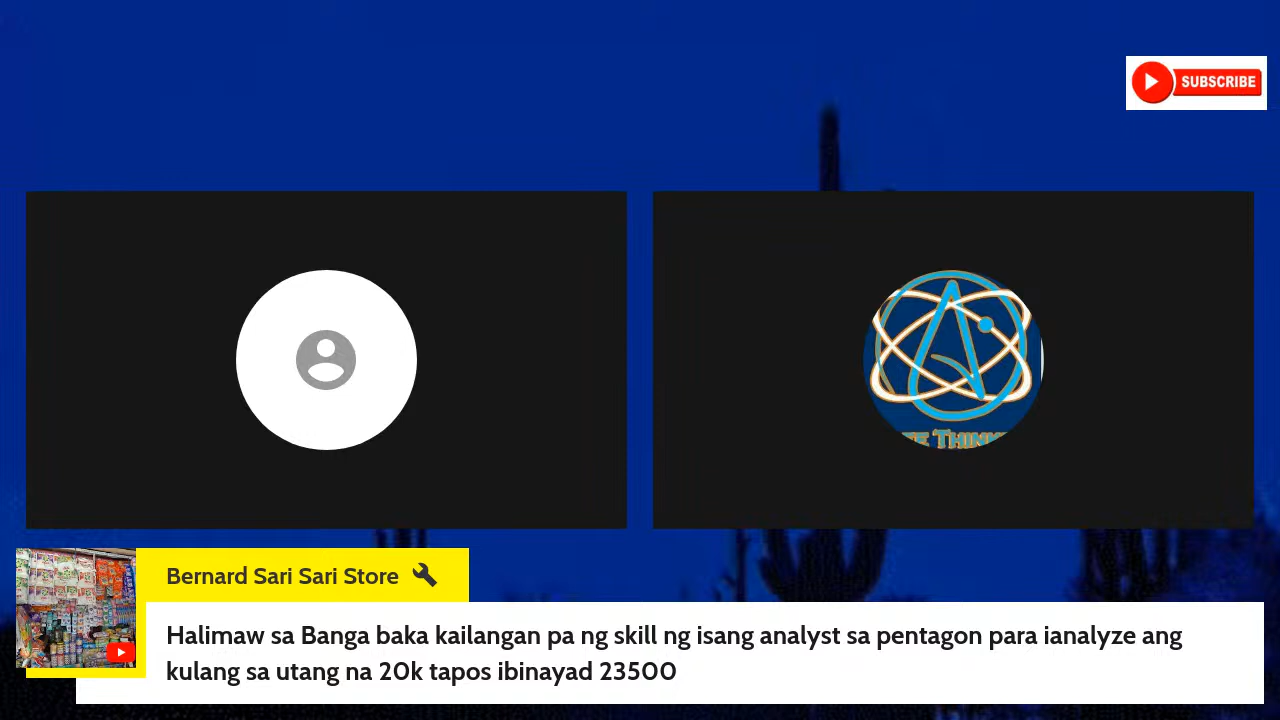 SUBSCRIBE
THINK
Bernard Sari Sari Store
Halimaw sa Banga baka kailangan pa ng skill ng isang analyst sa pentagon para ianalyze ang
kulang sa utang na 20k tapos ibinayad 23500